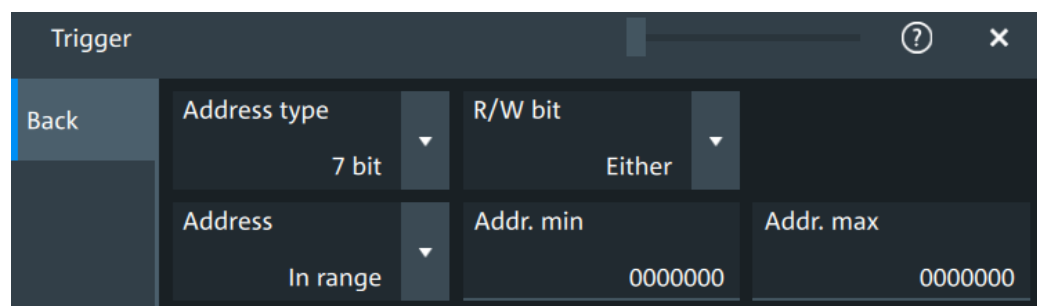 Trigger
?
Back
Address type
7 bit
R/W bit
Either
Address
In range
Addr. min
0000000
Addr. max
0000000